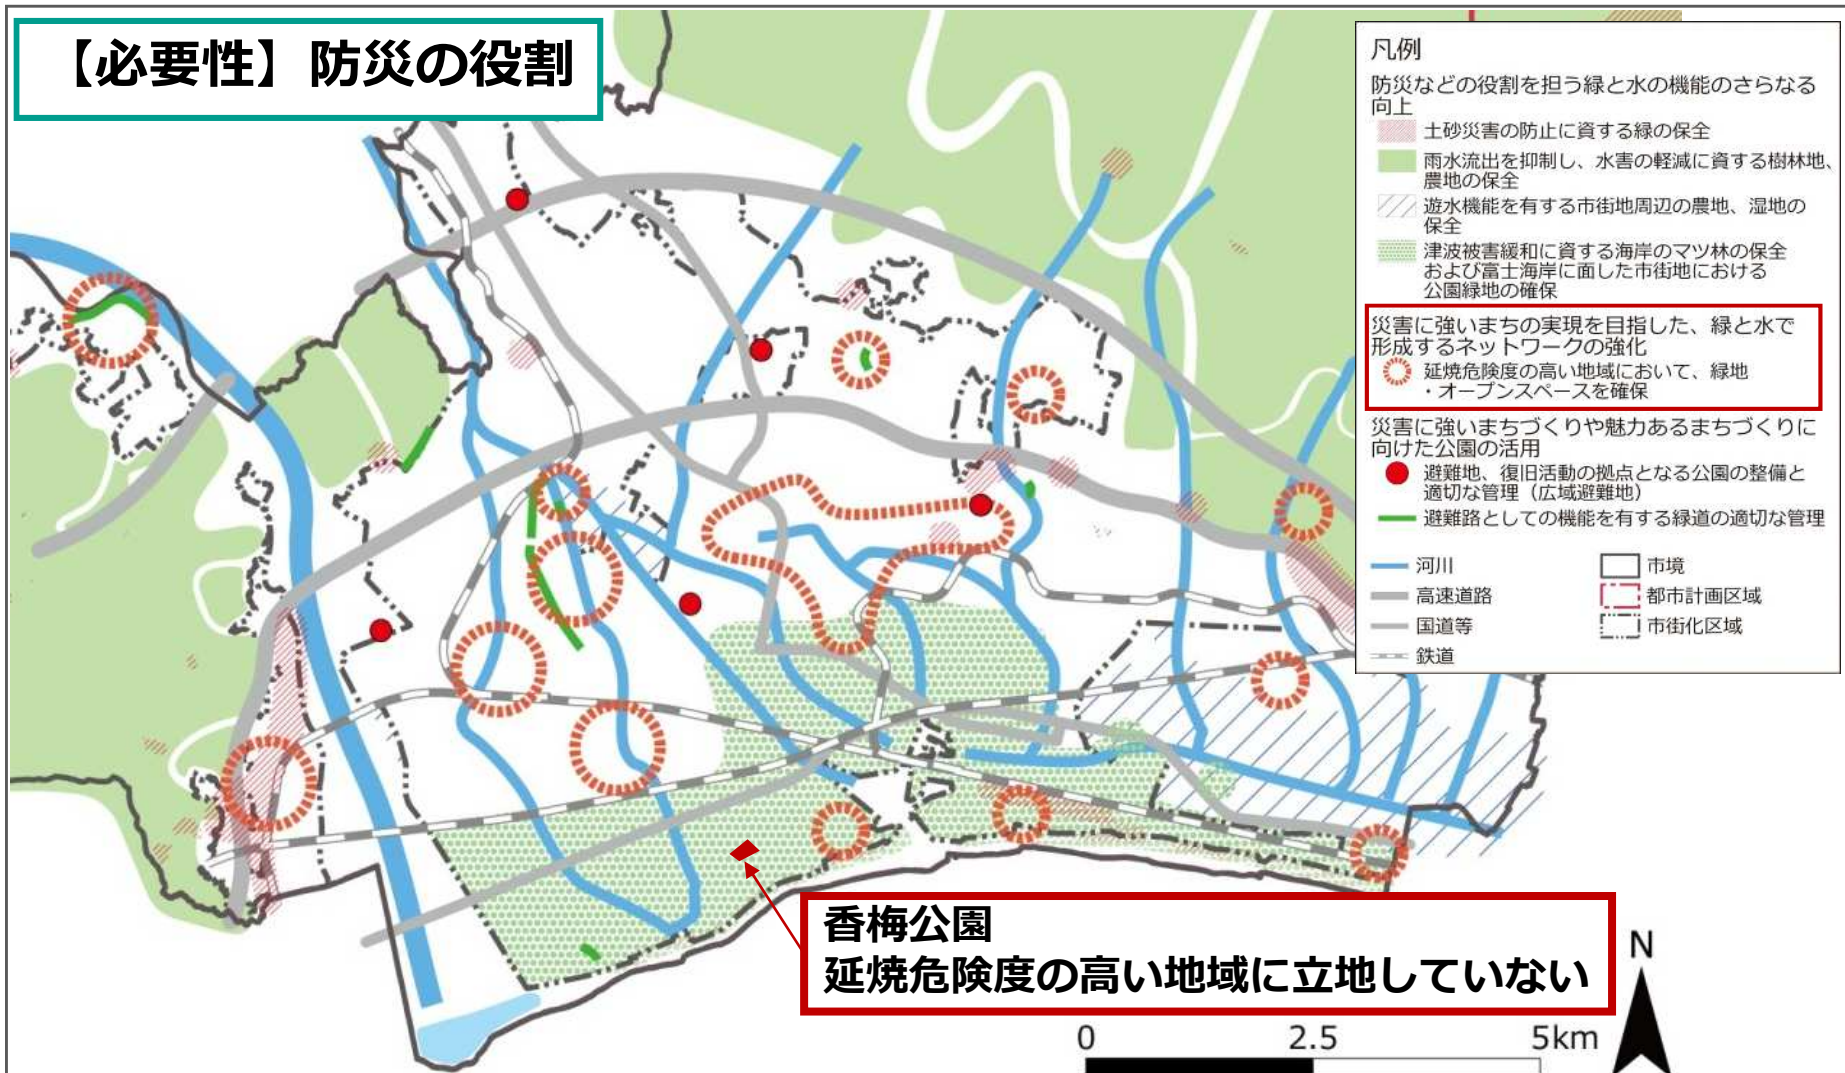 【必要性】防災の役割
凡例
防災などの役割を担う緑と水の機能のさらなる
向上
土砂災害の防止に資する緑の保全
雨水流出を抑制し、水害の軽減に資する樹林地、
農地の保全
遊水機能を有する市街地周辺の農地、湿地の
保全
津波被害緩和に資する海岸のマツ林の保全
および富士海岸に面した市街地における
公園緑地の確保
災害に強いまちの実現を目指した、緑と水で
形成するネットワークの強化
延焼危険度の高い地域において、緑地
・オープンスペースを確保
災害に強いまちづくりや魅力あるまちづくりに
向けた公園の活用
避難地、復旧活動の拠点となる公園の整備と
適切な管理（広域避難地）
避難路としての機能を有する緑道の適切な管理
河川
高速道路
国道等
鉄道
市境
都市計画区域
市街化区域
香梅公園
延焼危険度の高い地域に立地していない
N
0 2.5 5km